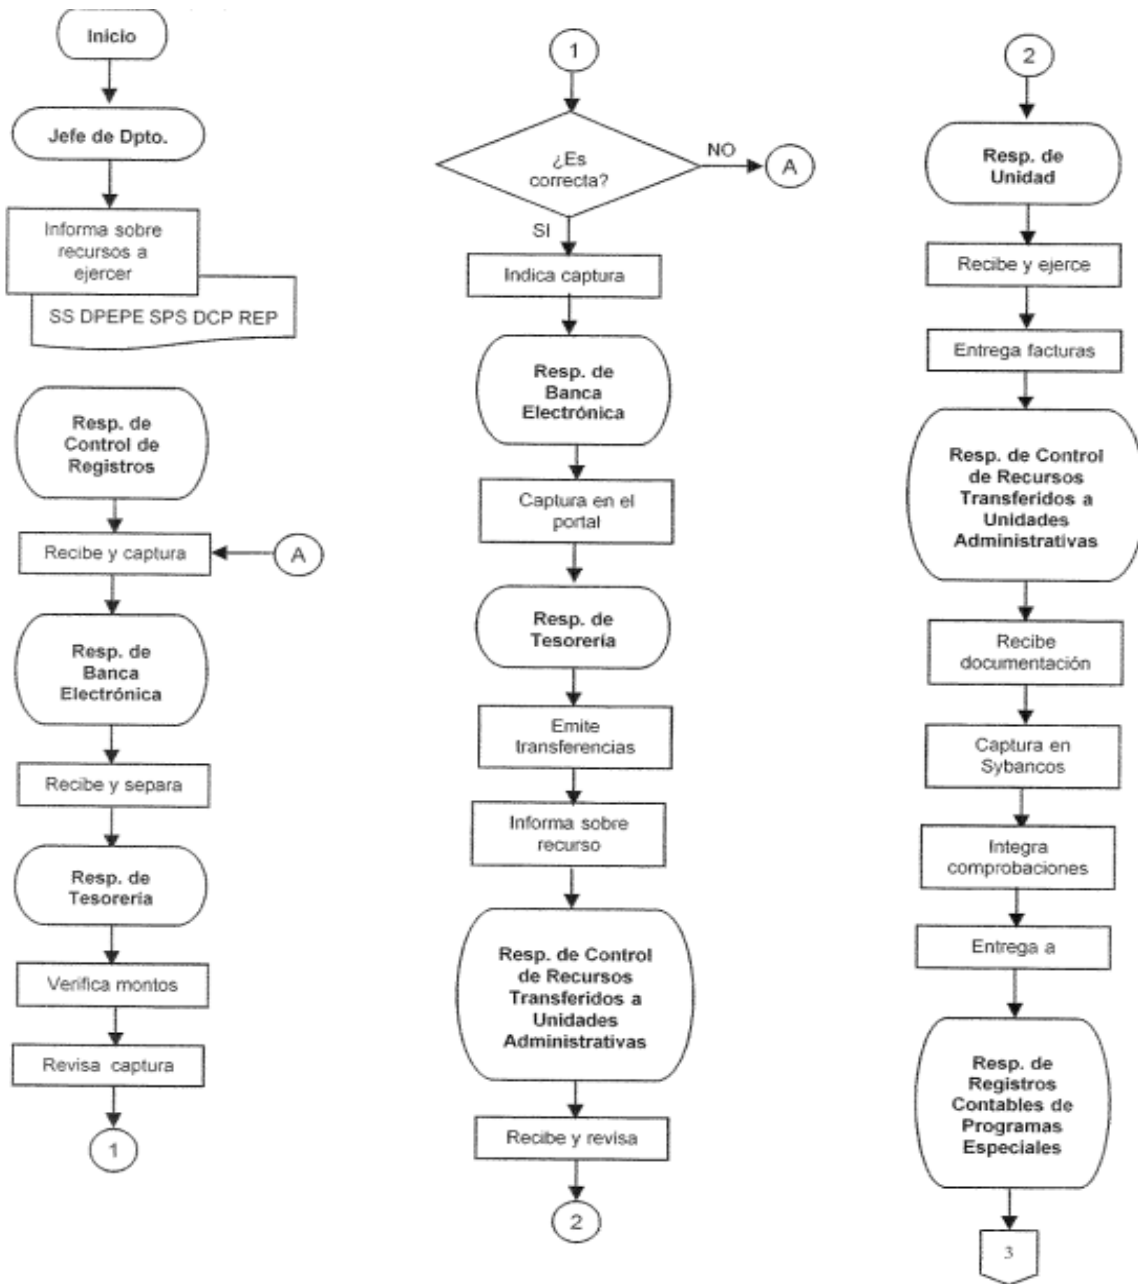 Inicio
Jefe de Dpto.
Informa sobre
recursos a
ejercer
SS DPEPE SPS DCP REP
Resp. de
Control de
Registros
Recibe y captura
A
Resp. de
Banca
Electrónica
Recibe y separa
Resp. de
Tesorería
Verifica montos
Revisa captura
1
1
¿Es
correcta?
NO
A
SI
Indica captura
Resp. de
Banca
Electrónica
Captura en el
portal
Resp. de
Tesorería
Emite
transferencias
Informa sobre
recurso
Resp. de Control
de Recursos
Transferidos a
Unidades
Administrativas
Recibe y revisa
2
2
Resp. de
Unidad
Recibe y ejerce
Entrega facturas
Resp. de Control
de Recursos
Transferidos a
Unidades
Administrativas
Recibe
documentación
Captura en
Sybancos
Integra
comprobaciones
Entrega a
Resp. de
Registros
Contables de
Programas
Especiales
3